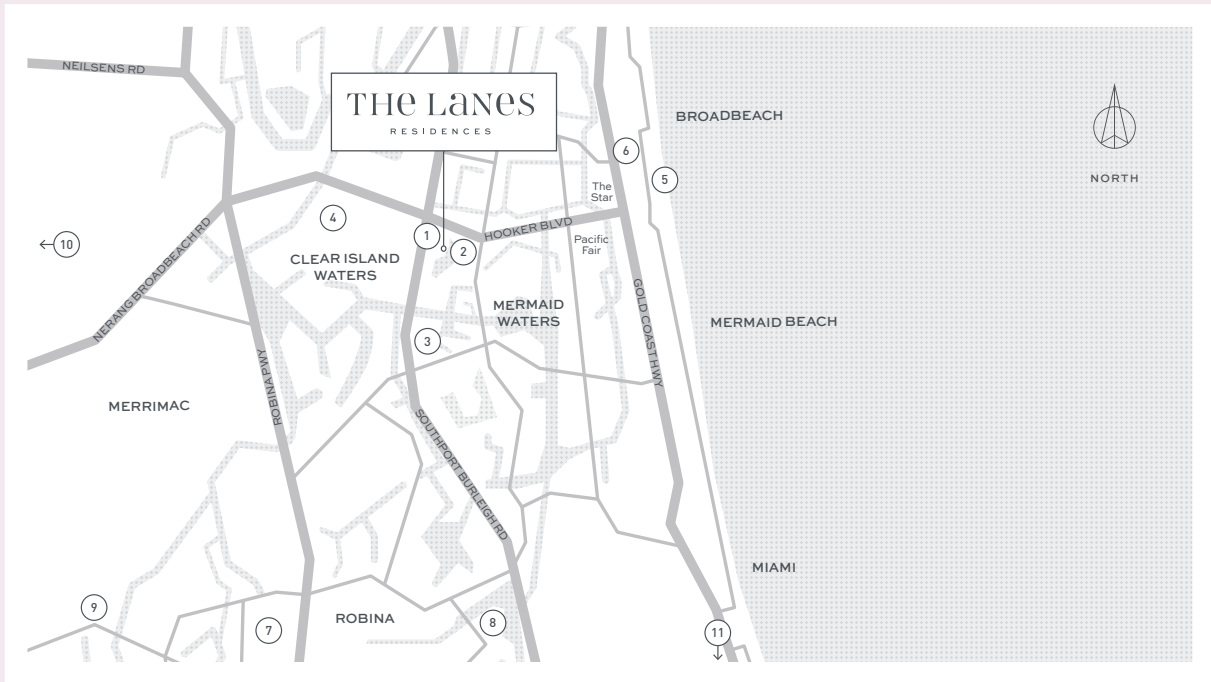 NEILSENS RD
THE LANES
RESIDENCES
BROADBEACH
6
5
NORTH
The
Star
4
10
1
2
HOOKER BLVD
Pacific
Fair
NERANG BROADBEACH RD
CLEAR ISLAND
WATERS
MERMAID
WATERS
GOLD COAST HWY
MERMAID BEACH
3
ROBINA PWY
MERRIMAC
SOUTHPORT BURLEIGH RD
MIAMI
9
7
ROBINA
8
11